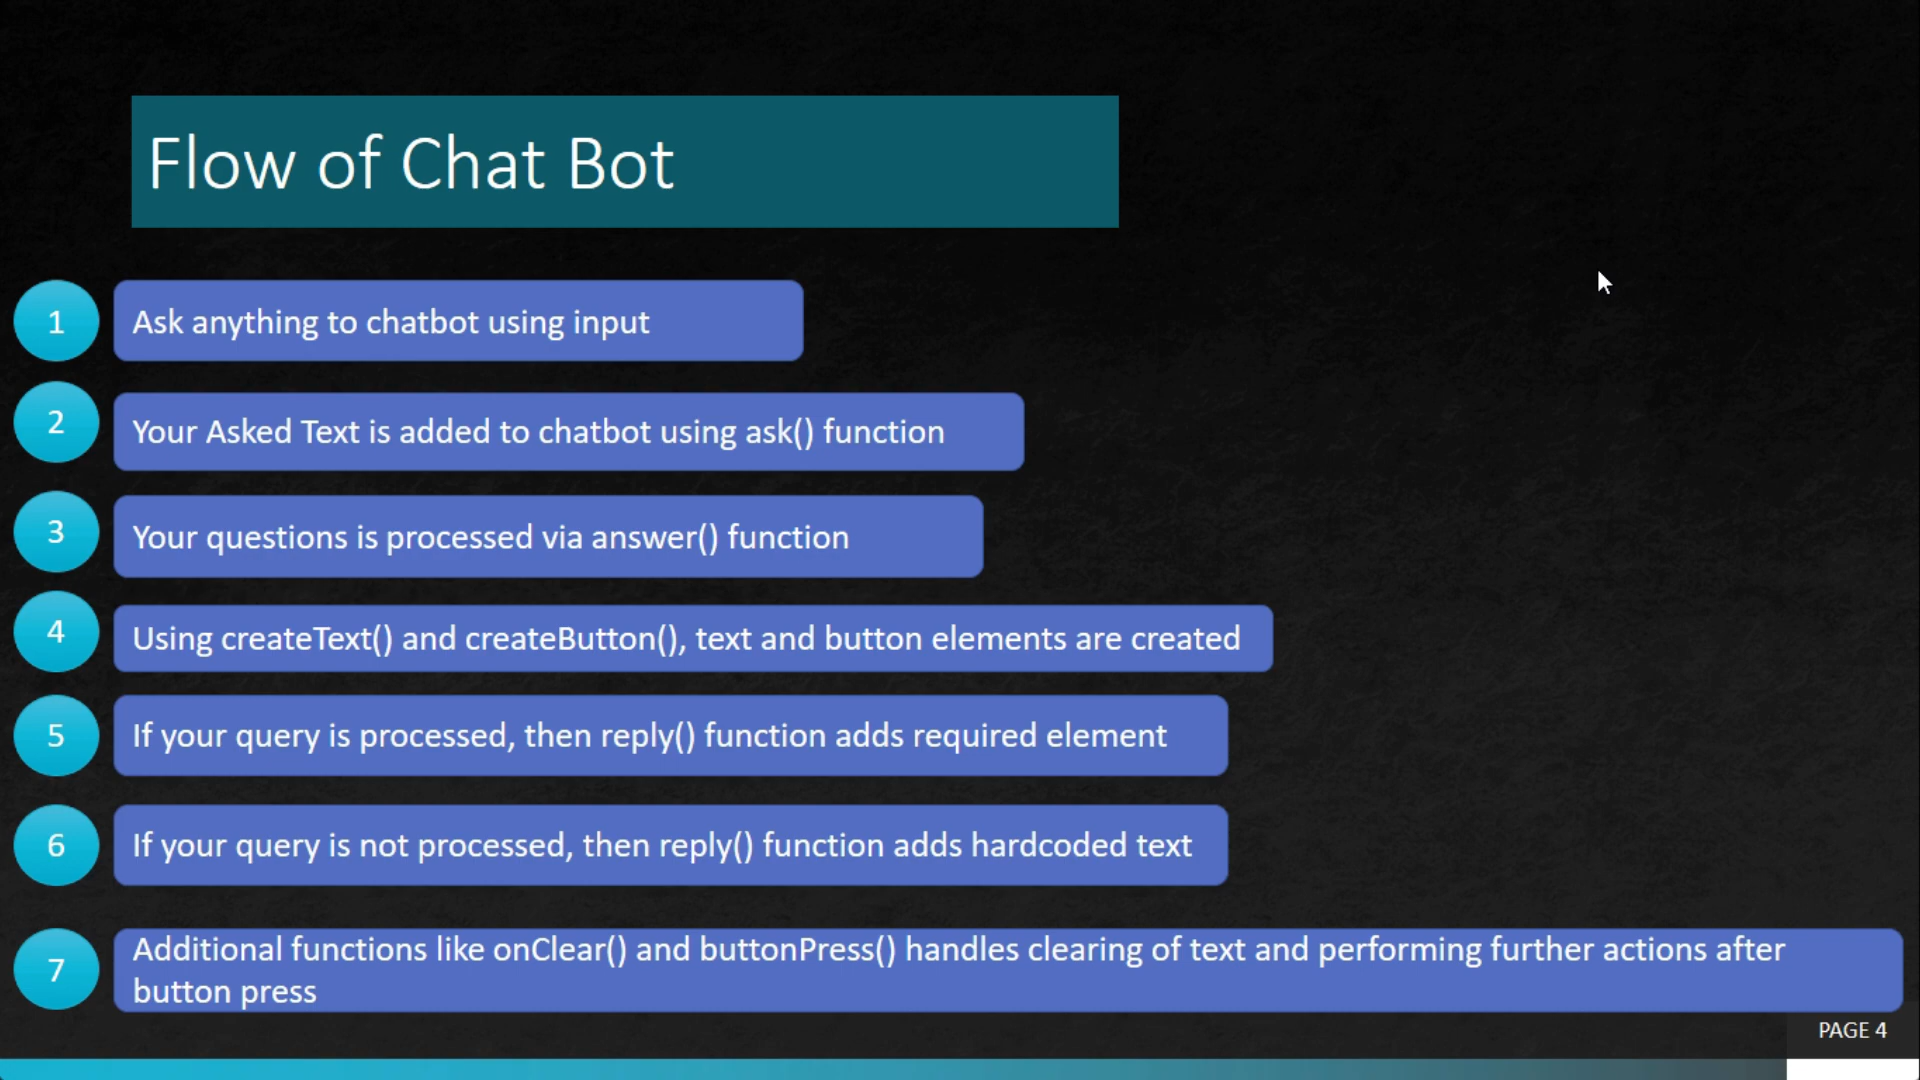 Flow of Chat Bot
1 Ask anything to chatbot using input
2 Your Asked Text is added to chatbot using ask() function
3 Your questions is processed via answer() function
4 Using createText() and createButton(), text and button elements are created
5 If your query is processed, then reply() function adds required element
6 If your query is not processed, then reply() function adds hardcoded text
7 Additional functions like onClear() and buttonPress() handles clearing of text and performing further actions after
button press
PAGE 4